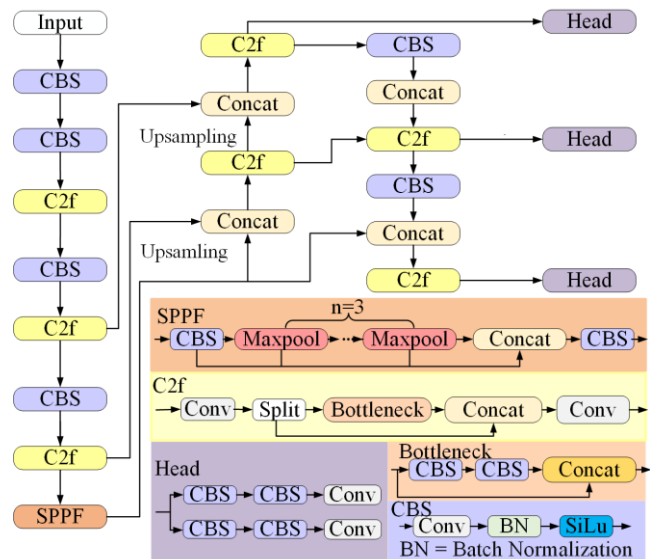 Input
CBS
CBS
C2f
CBS
C2f
CBS
C2f
SPPF
C2f
Concat
Upsampling
C2f
Concat
Upsamling
CBS
Concat
C2f
CBS
Concat
C2f
Head
Head
Head
SPPF
n=3
CBS Maxpool Maxpool Concat CBS
C2f
Conv Split Bottleneck Concat Conv
Head
CBS CBS Conv
CBS CBS Conv
Bottleneck
CBS CBS Concat
CBS
Conv BN SiLu
BN = Batch Normalization